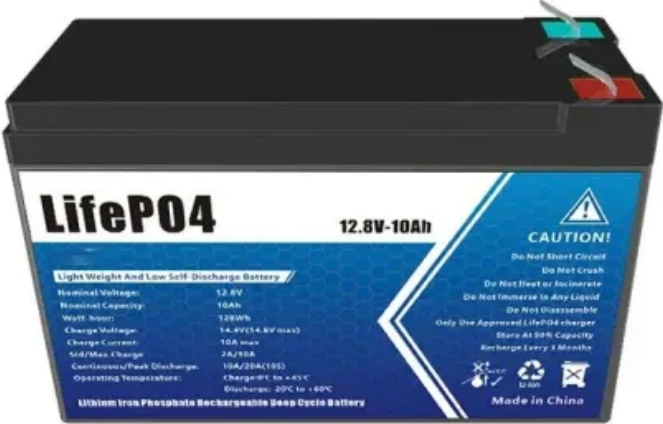 LifePO4
12.8V-10Ah
CAUTION!
Light Weight And Low Self-Discharge Battery
Nominal Voltage: 12.8V
Nominal Capacity: 10Ah
Watt hour: 128Wh
Charge Voltage: 14.4V(14.6V max)
Charge Current: 10A max
Std/Max.Charge 2A/10A
Continuous/Peak Discharge: 10A/20A(10S)
Operating Temperature: Charge:0℃ to +45℃
Discharge: 20℃ to +60℃
Lithium Iron Phosphate Rechargeable Deep Cycle Battery
Do Not Short Circuit
Do Not Crush
Do Not Heat or Incinerate
Do Not Immerse In Any Liquid
Do Not Disassemble
Only Use Approved LifePO4 charger
Store At 50% Capacity
Recharge Every 3 Months
Li-ion
Made in China